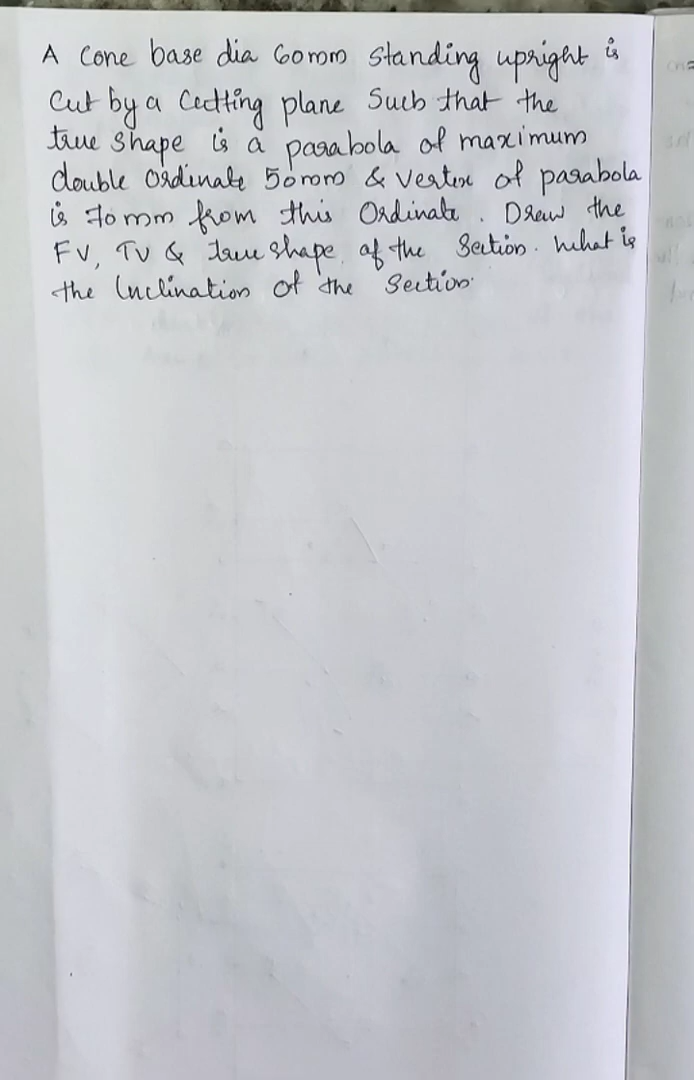 A Cone base dia 60mm standing upright is
Cut by a Cutting plane Such that the
true shape is a parabola of maximum
double Ordinate 50mm & vertex of parabola
is 70mm from this Ordinate. Draw the
FV, TV & true shape of the Section. What is
the Inclination of the Section.